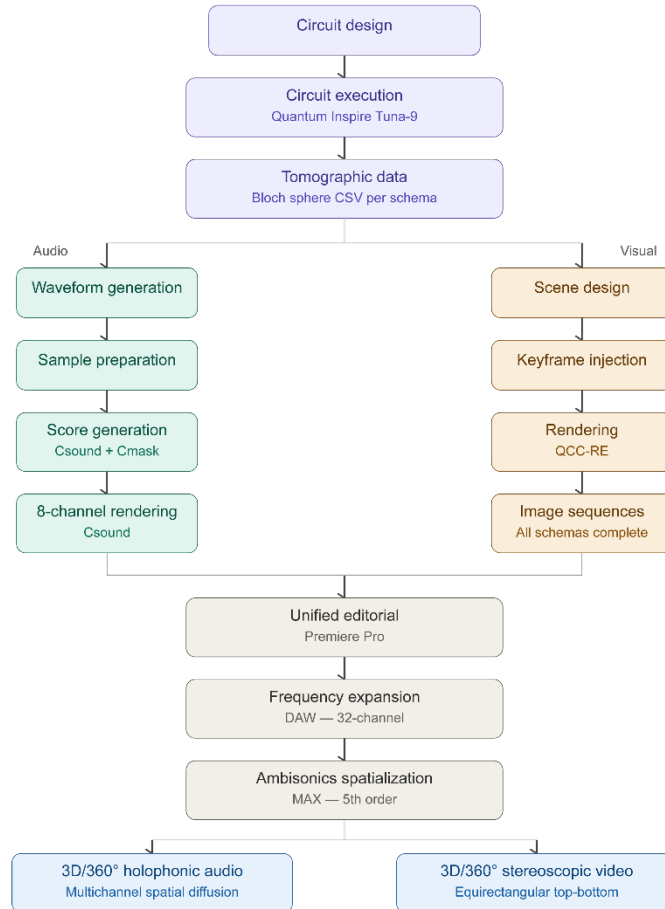 Circuit design
Circuit execution
Quantum Inspire Tuna-9
Tomographic data
Bloch sphere CSV per schema
Audio
Visual
Waveform generation
Scene design
Sample preparation
Keyframe injection
Score generation
Csound + Cmask
Rendering
QCC-RE
8-channel rendering
Csound
Image sequences
All schemas complete
Unified editorial
Premiere Pro
Frequency expansion
DAW — 32-channel
Ambisonics spatialization
MAX — 5th order
3D/360° holophonic audio
Multichannel spatial diffusion
3D/360° stereoscopic video
Equirectangular top-bottom